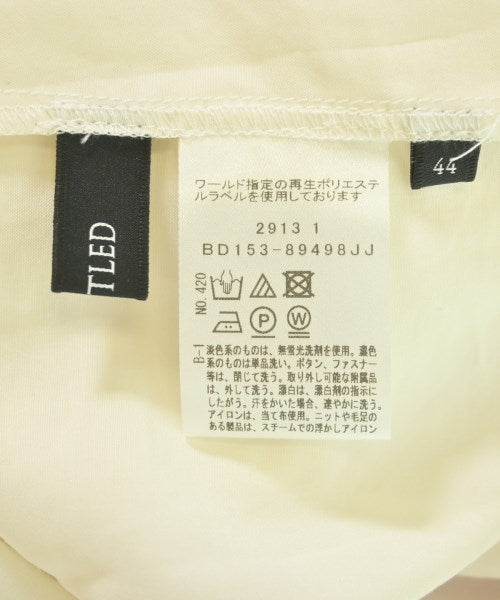 ワールド指定の再生ポリエステ
ルラベルを使用しております
2913 1
BD153-89498JJ
NO.420
P W
B-1
淡色系のものは、無蛍光洗剤を使用。濃色
系のものは単品洗い。ボタン、ファスナー
等は、閉じて洗う。取り外し可能な附属品
は、外して洗う。漂白は、漂白剤の指示に
したがう。汗をかいた場合、速やかに洗う。
アイロンは、当て布使用。ニットや毛足の
ある製品は、スチームでの浮かしアイロン
TLED
44